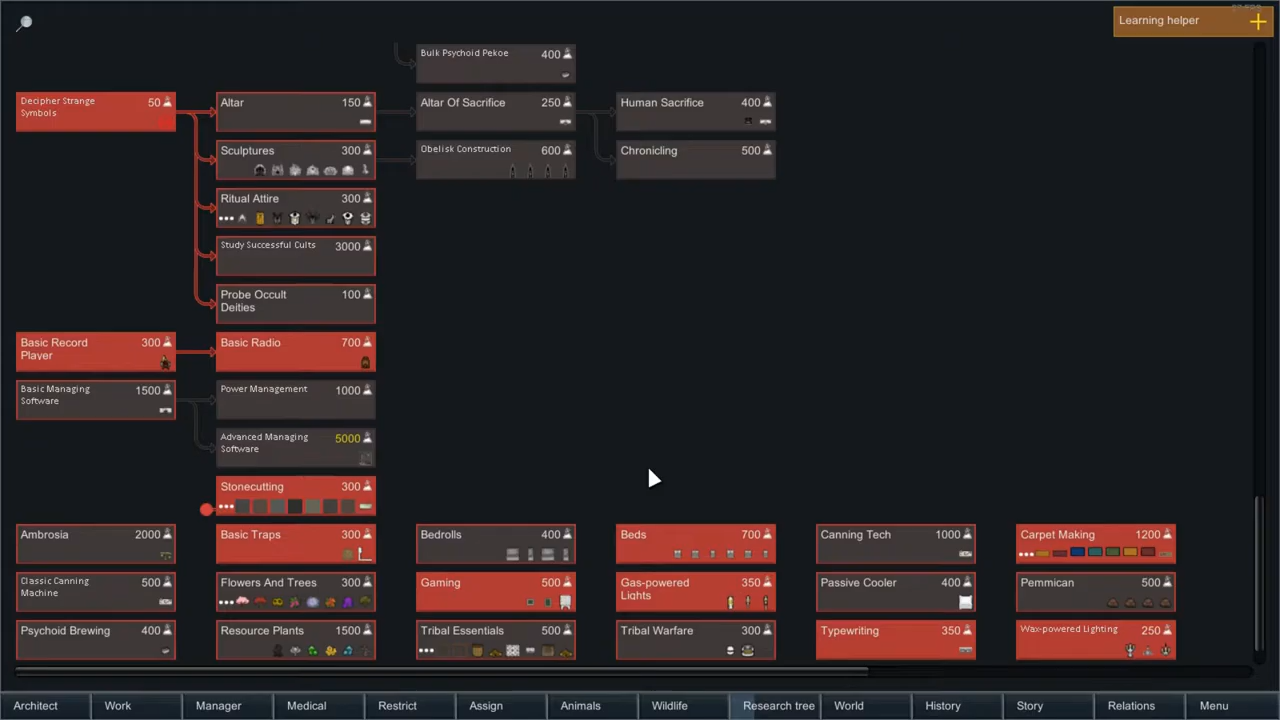 Learning helper
Bulk Psychoid Pekoe 400
Decipher Strange Symbols 50
Altar 150
Altar Of Sacrifice 250
Human Sacrifice 400
Sculptures 300
Obelisk Construction 600
Chronicling 500
Ritual Attire 300
Study Successful Cults 3000
Probe Occult Deities 100
Basic Record Player 300
Basic Radio 700
Basic Managing Software 1500
Power Management 1000
Advanced Managing Software 5000
Stonecutting 300
Ambrosia 2000
Basic Traps 300
Bedrolls 400
Beds 700
Canning Tech 1000
Carpet Making 1200
Classic Canning Machine 500
Flowers And Trees 300
Gaming 500
Gas-powered Lights 350
Passive Cooler 400
Pemmican 500
Psychoid Brewing 400
Resource Plants 1500
Tribal Essentials 500
Tribal Warfare 300
Typewriting 350
Wax-powered Lighting 250
Architect Work Manager Medical Restrict Assign Animals Wildlife Research tree World History Story Relations Menu